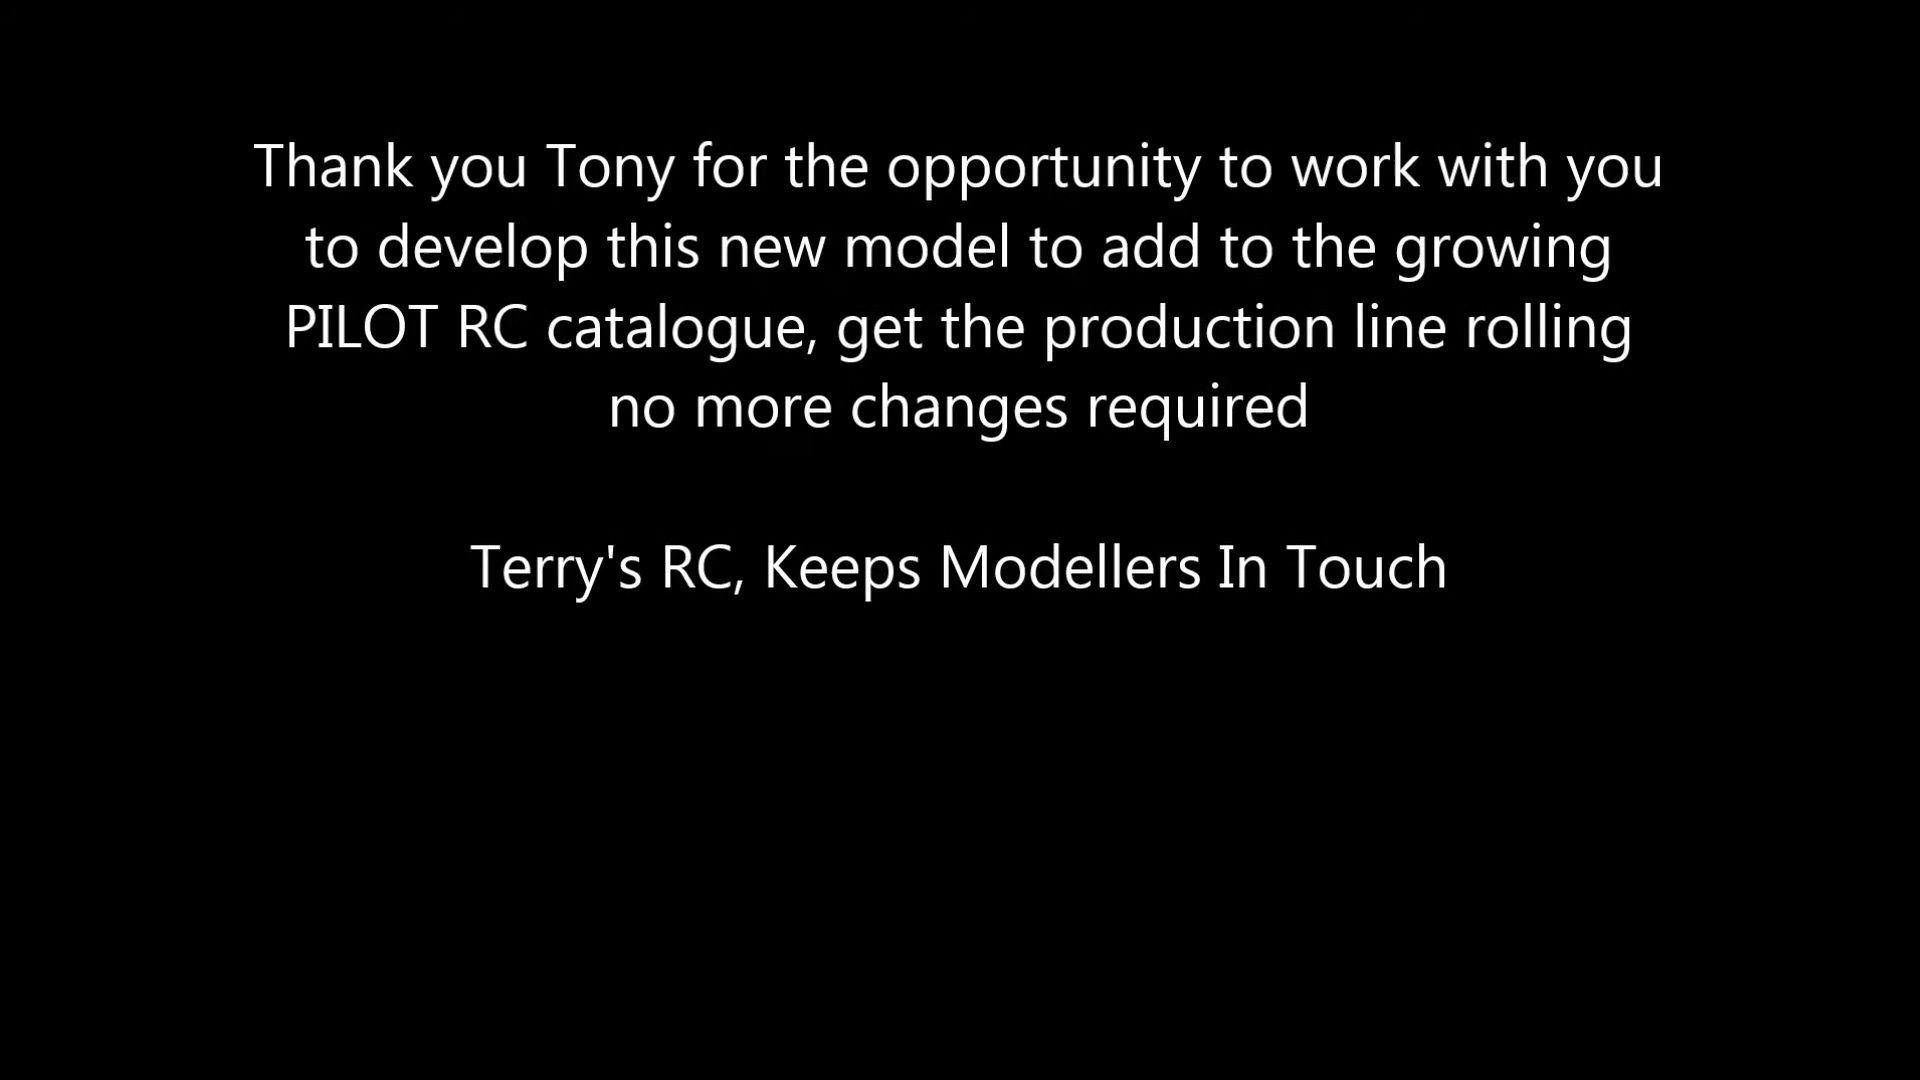 Thank you Tony for the opportunity to work with you
to develop this new model to add to the growing
PILOT RC catalogue, get the production line rolling
no more changes required
Terry's RC, Keeps Modellers In Touch